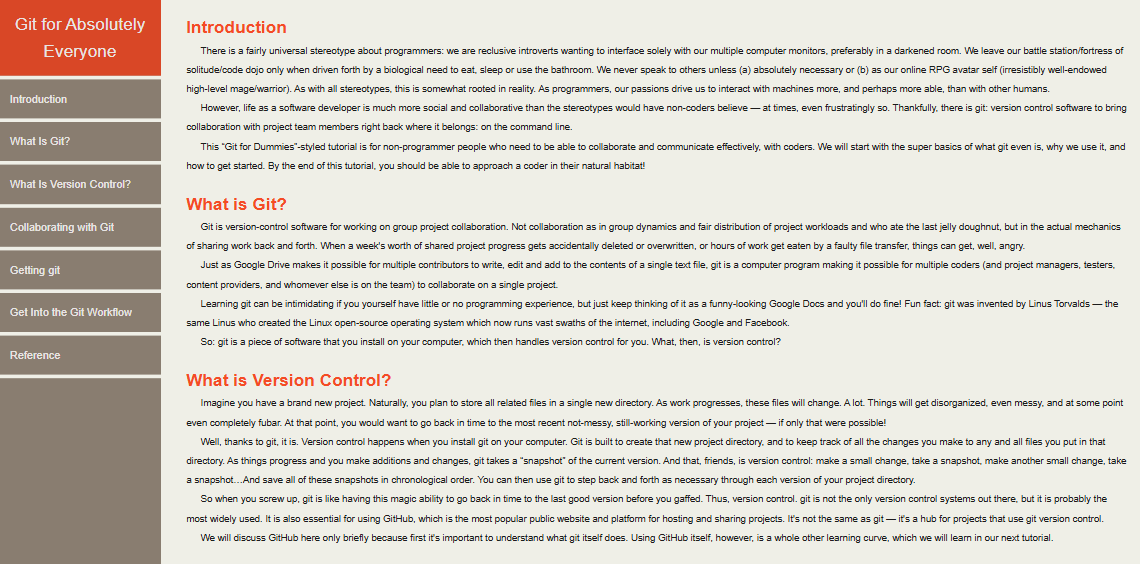 Git for Absolutely
Everyone
Introduction
What Is Git?
What Is Version Control?
Collaborating with Git
Getting git
Get Into the Git Workflow
Reference
Introduction
There is a fairly universal stereotype about programmers: we are reclusive introverts wanting to interface solely with our multiple computer monitors, preferably in a darkened room. We leave our battle station/fortress of
solitude/code dojo only when driven forth by a biological need to eat, sleep or use the bathroom. We never speak to others unless (a) absolutely necessary or (b) as our online RPG avatar self (irresistibly well-endowed
high-level mage/warrior). As with all stereotypes, this is somewhat rooted in reality. As programmers, our passions drive us to interact with machines more, and perhaps more able, than with other humans.
However, life as a software developer is much more social and collaborative than the stereotypes would have non-coders believe — at times, even frustratingly so. Thankfully, there is git: version control software to bring
collaboration with project team members right back where it belongs: on the command line.
This “Git for Dummies”-styled tutorial is for non-programmer people who need to be able to collaborate and communicate effectively, with coders. We will start with the super basics of what git even is, why we use it, and
how to get started. By the end of this tutorial, you should be able to approach a coder in their natural habitat!
What is Git?
Git is version-control software for working on group project collaboration. Not collaboration as in group dynamics and fair distribution of project workloads and who ate the last jelly doughnut, but in the actual mechanics
of sharing work back and forth. When a week's worth of shared project progress gets accidentally deleted or overwritten, or hours of work get eaten by a faulty file transfer, things can get, well, angry.
Just as Google Drive makes it possible for multiple contributors to write, edit and add to the contents of a single text file, git is a computer program making it possible for multiple coders (and project managers, testers,
content providers, and whomever else is on the team) to collaborate on a single project.
Learning git can be intimidating if you yourself have little or no programming experience, but just keep thinking of it as a funny-looking Google Docs and you'll do fine! Fun fact: git was invented by Linus Torvalds — the
same Linus who created the Linux open-source operating system which now runs vast swaths of the internet, including Google and Facebook.
So: git is a piece of software that you install on your computer, which then handles version control for you. What, then, is version control?
What is Version Control?
Imagine you have a brand new project. Naturally, you plan to store all related files in a single new directory. As work progresses, these files will change. A lot. Things will get disorganized, even messy, and at some point
even completely fubar. At that point, you would want to go back in time to the most recent not-messy, still-working version of your project — if only that were possible!
Well, thanks to git, it is. Version control happens when you install git on your computer. Git is built to create that new project directory, and to keep track of all the changes you make to any and all files you put in that
directory. As things progress and you make additions and changes, git takes a “snapshot” of the current version. And that, friends, is version control: make a small change, take a snapshot, make another small change, take
a snapshot…And save all of these snapshots in chronological order. You can then use git to step back and forth as necessary through each version of your project directory.
So when you screw up, git is like having this magic ability to go back in time to the last good version before you gaffed. Thus, version control. git is not the only version control systems out there, but it is probably the
most widely used. It is also essential for using GitHub, which is the most popular public website and platform for hosting and sharing projects. It's not the same as git — it's a hub for projects that use git version control.
We will discuss GitHub here only briefly because first it's important to understand what git itself does. Using GitHub itself, however, is a whole other learning curve, which we will learn in our next tutorial.